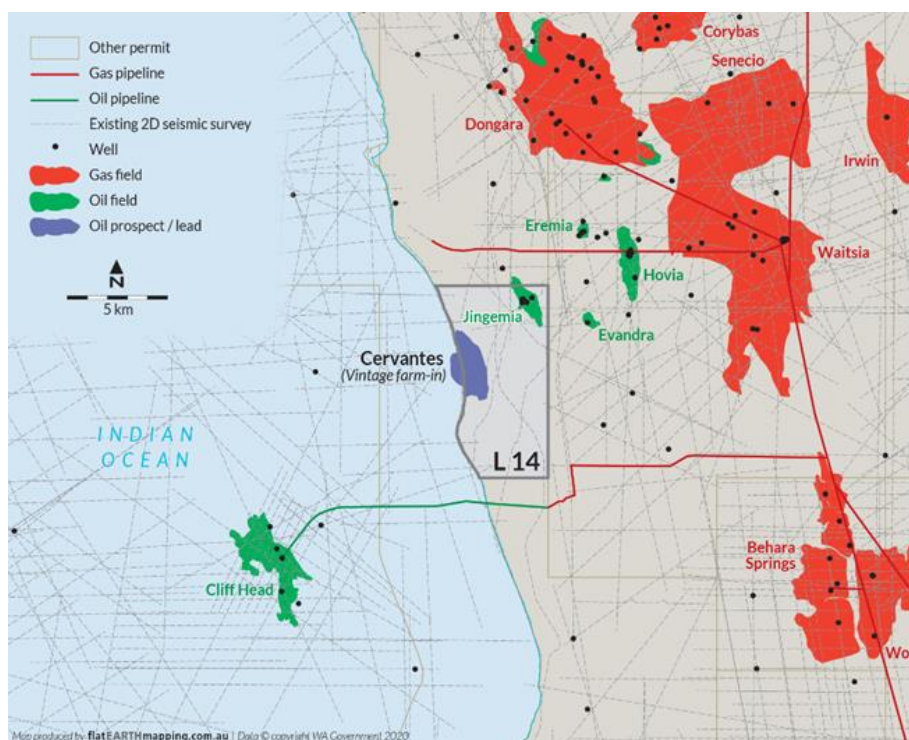 Other permit
Gas pipeline
Oil pipeline
Existing 2D seismic survey
Well
Gas field
Oil field
Oil prospect / lead
N
5 km
Corybas
Senecio
Dongara
Irwin
Eremia
Waitsia
Hovia
Jingemia
Evandra
Cervantes
(Vintage farm-in)
INDIAN
OCEAN
L 14
Behara
Springs
Cliff Head
Wo
Map produced by flatEARTHmapping.com.au | Data © copyright WA Government 2020